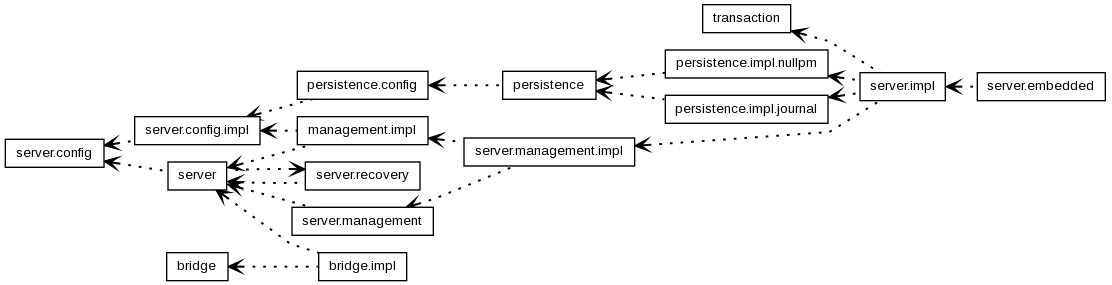 transaction
persistence.impl.nullpm
persistence.config
persistence
server.impl
server.embedded
persistence.impl.journal
server.config.impl
management.impl
server.config
server.management.impl
server
server.recovery
server.management
bridge
bridge.impl